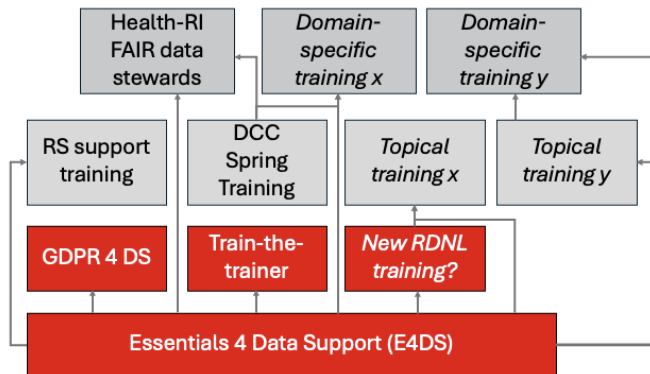 Health-RI
FAIR data
stewards
Domain-
specific
training x
Domain-
specific
training y
RS support
training
DCC
Spring
Training
Topical
training x
Topical
training y
GDPR 4 DS
Train-the-
trainer
New RDNL
training?
Essentials 4 Data Support (E4DS)